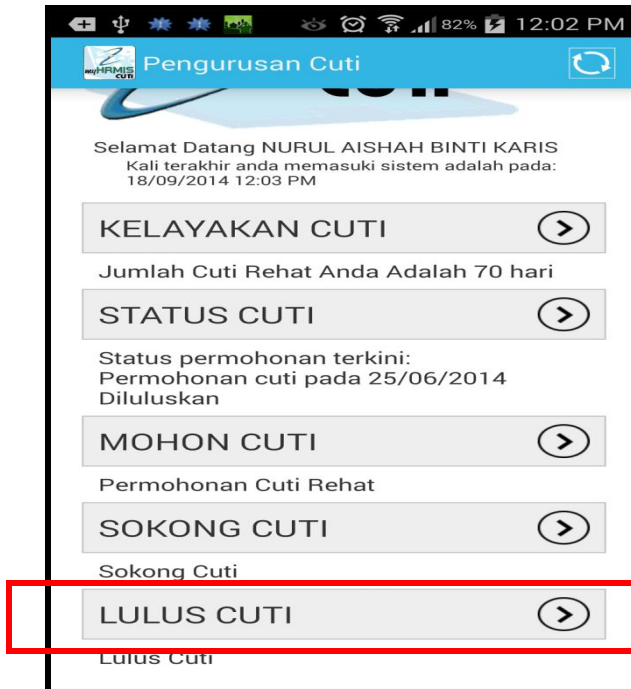 82% 12:02 PM
myHRMIS
CUTI
Pengurusan Cuti
cuti
Selamat Datang NURUL AISHAH BINTI KARIS
Kali terakhir anda memasuki sistem adalah pada:
18/09/2014 12:03 PM
KELAYAKAN CUTI
Jumlah Cuti Rehat Anda Adalah 70 hari
STATUS CUTI
Status permohonan terkini:
Permohonan cuti pada 25/06/2014
Diluluskan
MOHON CUTI
Permohonan Cuti Rehat
SOKONG CUTI
Sokong Cuti
LULUS CUTI
Lulus Cuti